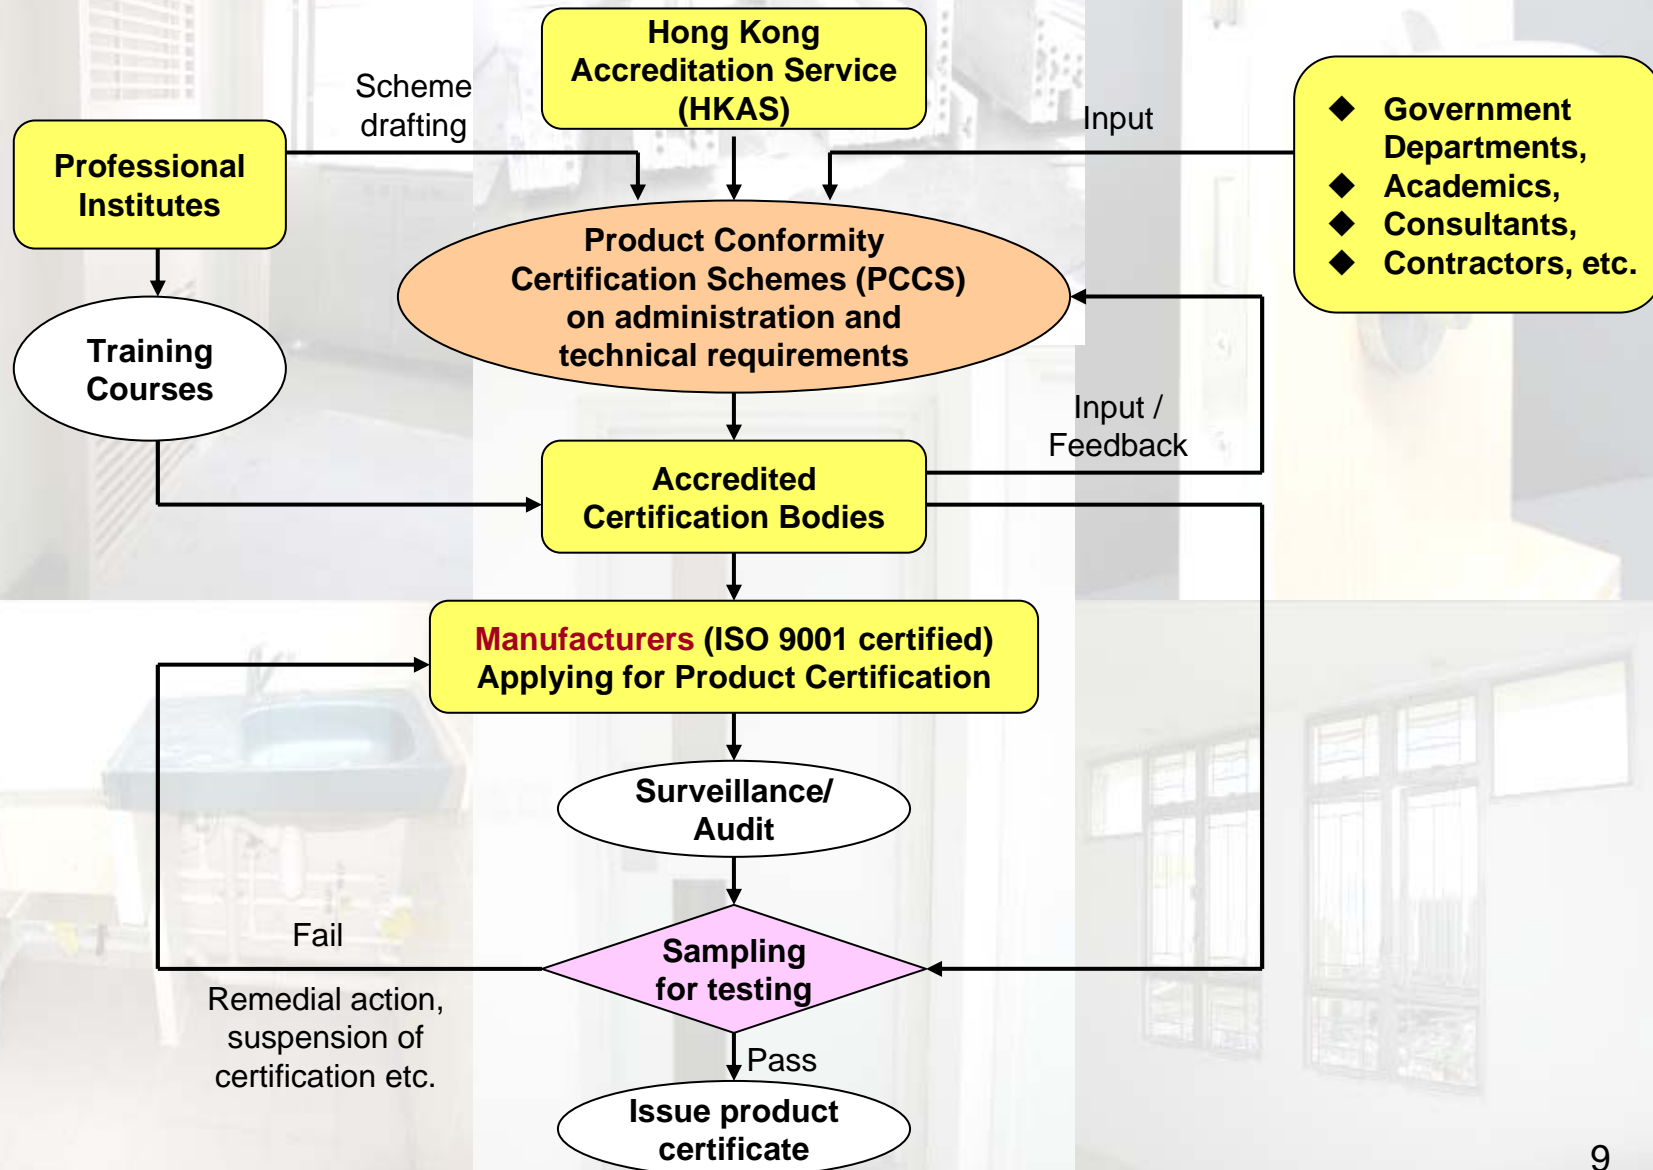 Hong Kong
Accreditation Service
(HKAS)
Scheme
drafting
Input
Professional
Institutes
◆ Government
Departments,
◆ Academics,
◆ Consultants,
◆ Contractors, etc.
Product Conformity
Certification Schemes (PCCS)
on administration and
technical requirements
Training
Courses
Input /
Feedback
Accredited
Certification Bodies
Manufacturers (ISO 9001 certified)
Applying for Product Certification
Surveillance/
Audit
Fail
Sampling
for testing
Remedial action,
suspension of
certification etc.
Pass
Issue product
certificate
9